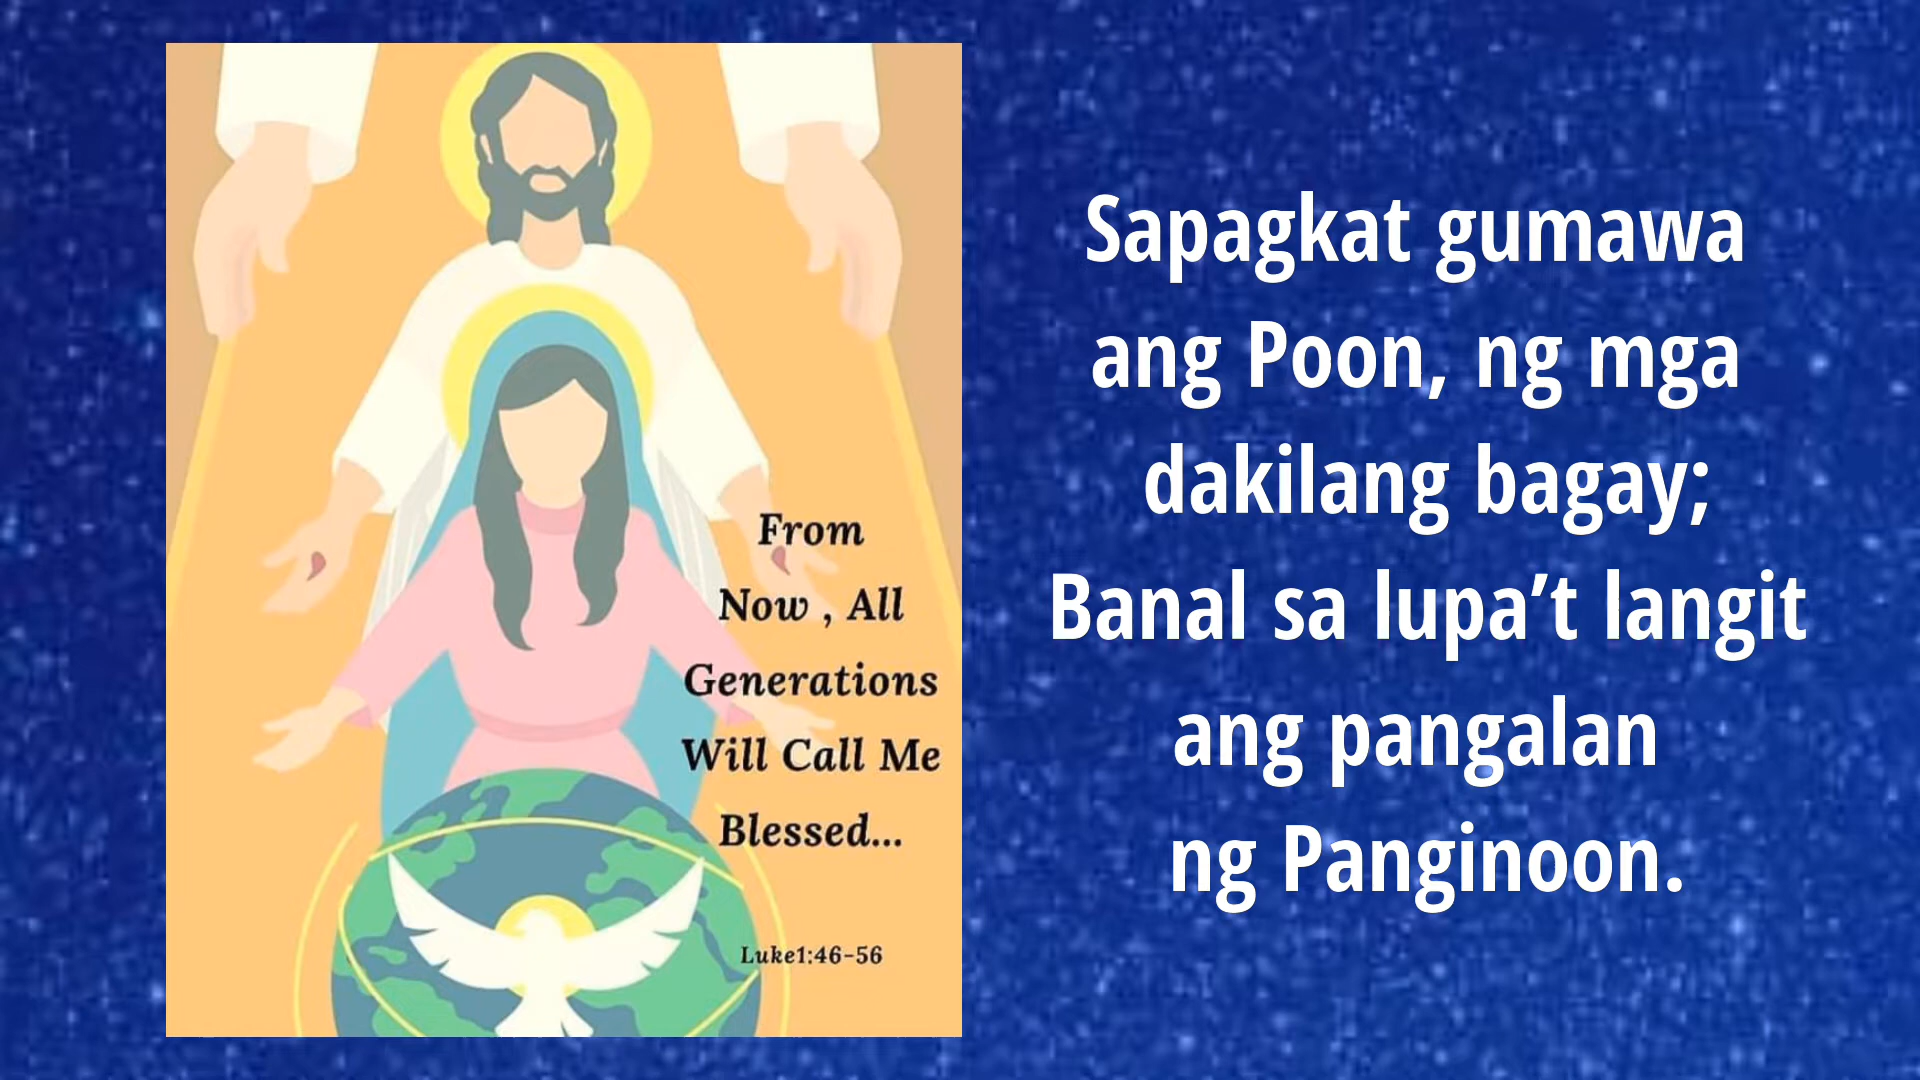 From
Now , All
Generations
Will Call Me
Blessed...
Luke1:46-56
Sapagkat gumawa
ang Poon, ng mga
dakilang bagay;
Banal sa lupa’t langit
ang pangalan
ng Panginoon.